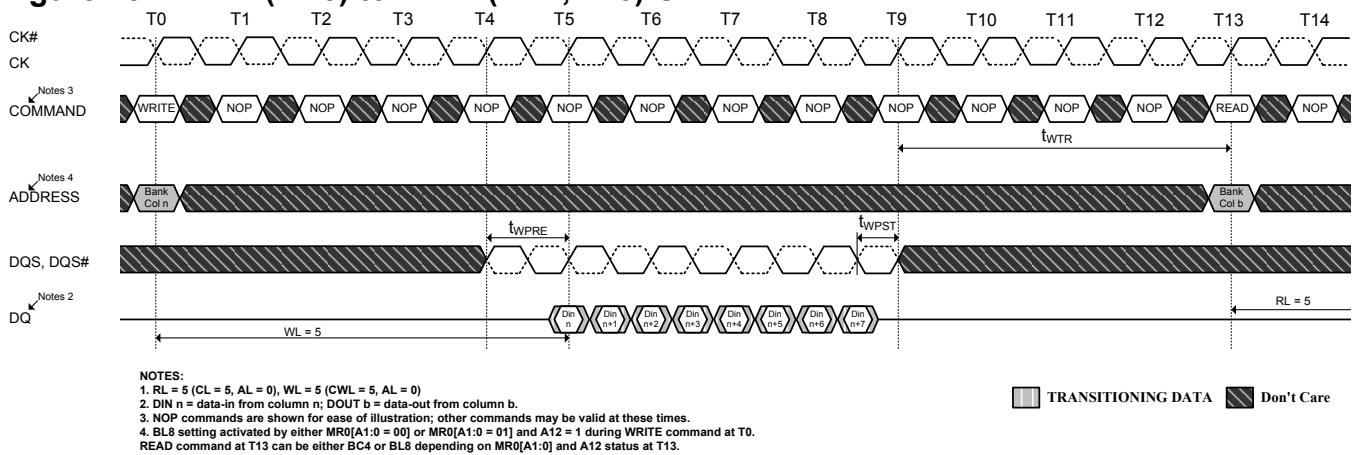 T0 T1 T2 T3 T4 T5 T6 T7 T8 T9 T10 T11 T12 T13 T14
CK#
CK
Notes 3
COMMAND
WRITE NOP NOP NOP NOP NOP NOP NOP NOP NOP NOP NOP NOP READ NOP
tWTR
Notes 4
ADDRESS
Bank Bank
Col n Col b
tWPRE tWPST
DQS, DQS#
Notes 2
DQ
Din Din Din Din Din Din Din Din
n n+1 n+2 n+3 n+4 n+5 n+6 n+7
RL = 5
WL = 5
NOTES:
1. RL = 5 (CL = 5, AL = 0), WL = 5 (CWL = 5, AL = 0)
2. DIN n = data-in from column n; DOUT b = data-out from column b.
3. NOP commands are shown for ease of illustration; other commands may be valid at these times.
4. BL8 setting activated by either MR0[A1:0 = 00] or MR0[A1:0 = 01] and A12 = 1 during WRITE command at T0.
READ command at T13 can be either BC4 or BL8 depending on MR0[A1:0] and A12 status at T13.
TRANSITIONING DATA Don't Care